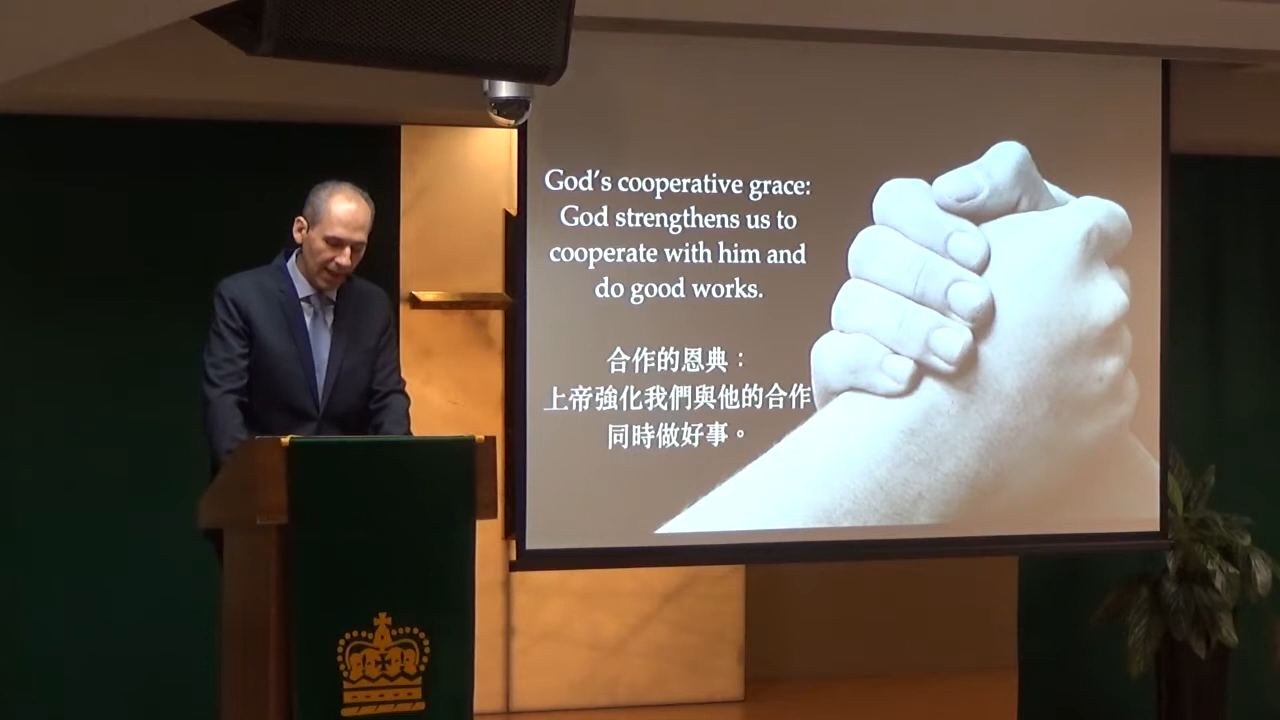 God's cooperative grace:
God strengthens us to
cooperate with him and
do good works.
合作的恩典：
上帝強化我們與他的合作
同時做好事。